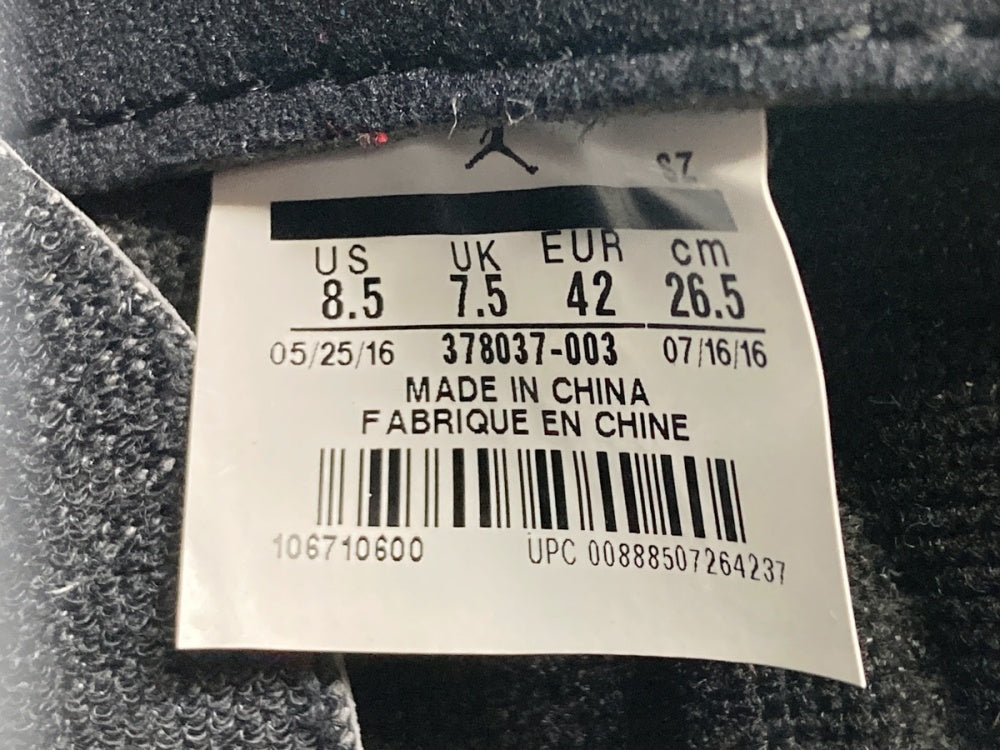 SZ
US UK EUR cm
8.5 7.5 42 26.5
05/25/16 378037-003 07/16/16
MADE IN CHINA
FABRIQUE EN CHINE
106710600 UPC 00888507264237